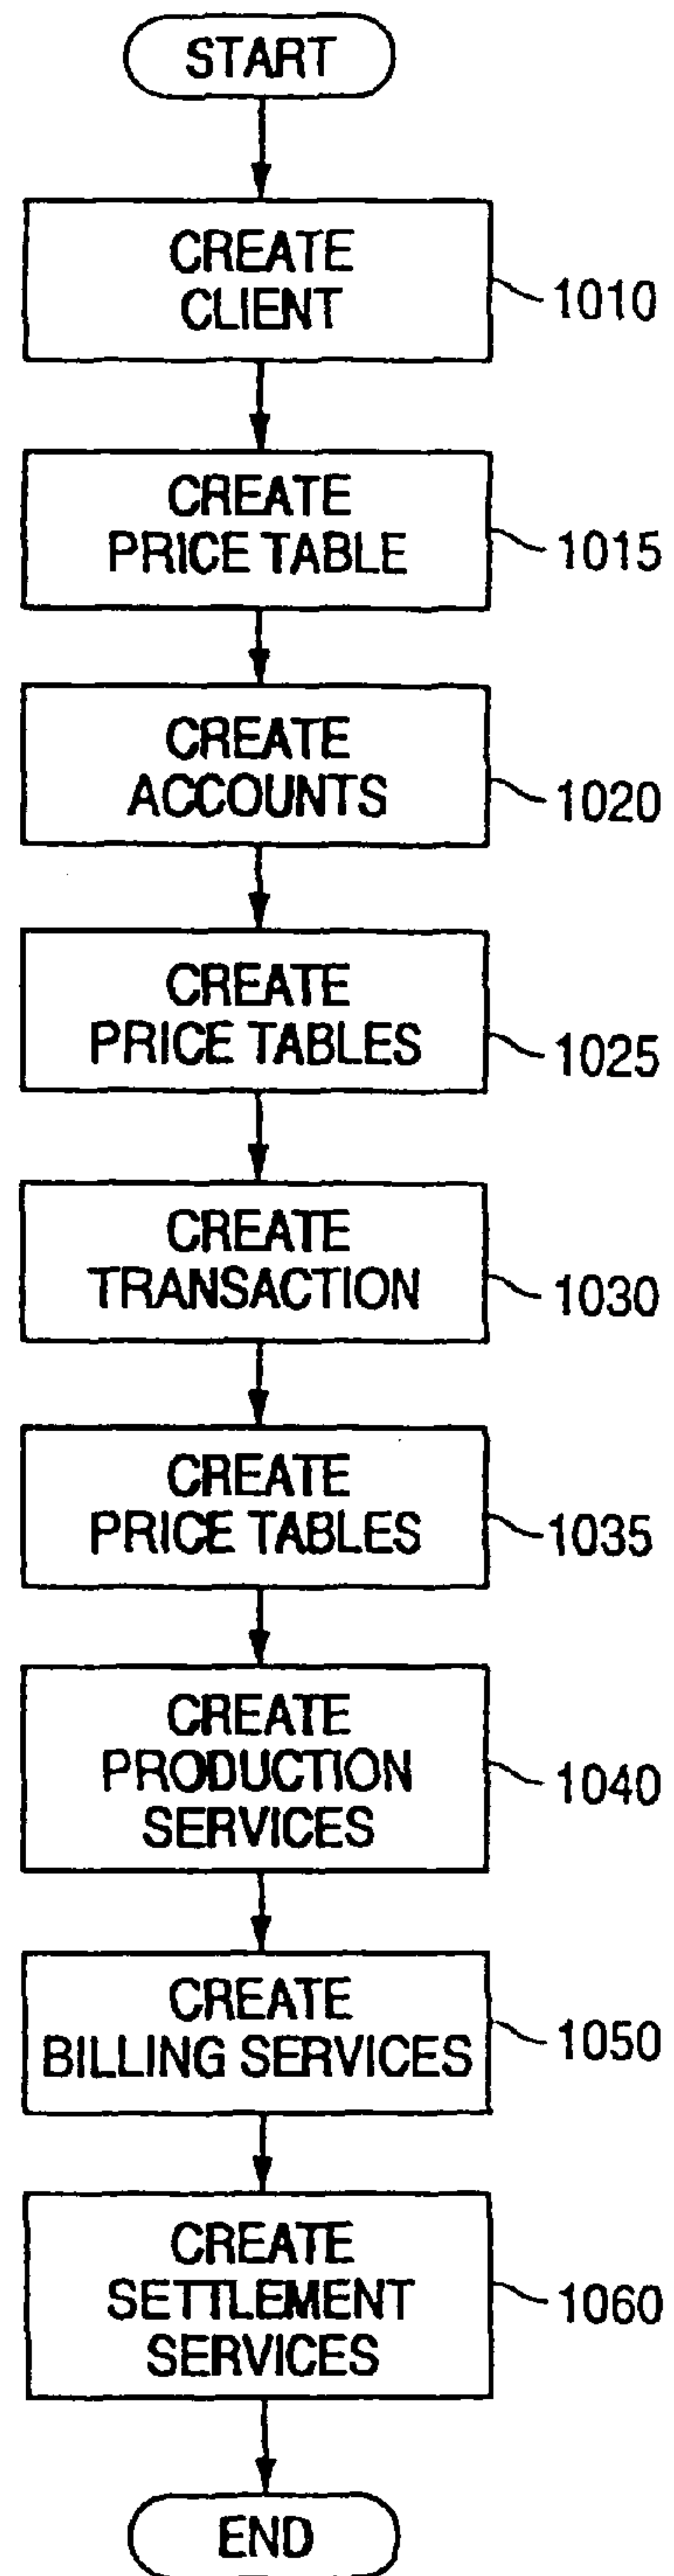 START
CREATE
CLIENT
1010
CREATE
PRICE TABLE
1015
CREATE
ACCOUNTS
1020
CREATE
PRICE TABLES
1025
CREATE
TRANSACTION
1030
CREATE
PRICE TABLES
1035
CREATE
PRODUCTION
SERVICES
1040
CREATE
BILLING SERVICES
1050
CREATE
SETTLEMENT
SERVICES
1060
END